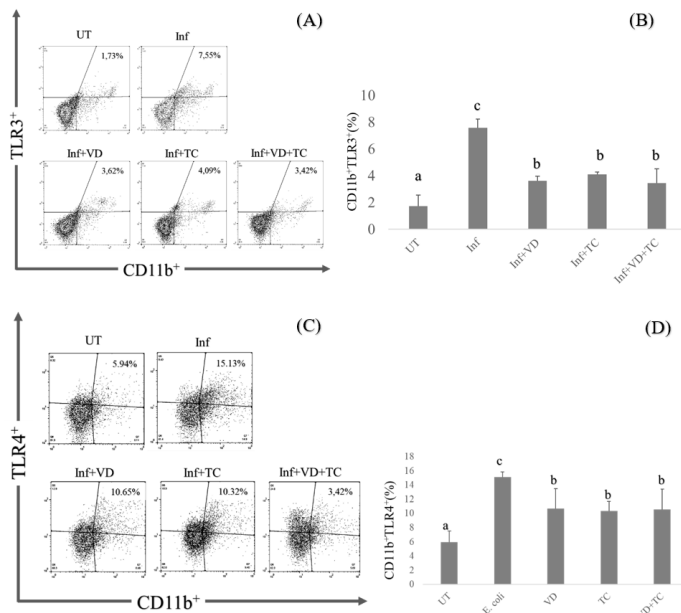 (A)
UT
Inf
1,73%
7,55%
TLR3+
Inf+VD
Inf+TC
Inf+VD+TC
3,62%
4,09%
3,42%
CD11b+
(B)
CD11b+TLR3+(%)
10
8
6
4
2
0
a
c
b
b
b
UT
Inf
Inf+VD
Inf+TC
Inf+VD+TC
(C)
UT
Inf
5.94%
15.13%
TLR4+
Inf+VD
Inf+TC
Inf+VD+TC
10.65%
10.32%
3,42%
CD11b+
(D)
CD11b+TLR4+(%)
18
16
14
12
10
8
6
4
2
0
a
c
b
b
b
UT
E. coli
VD
TC
VD+TC